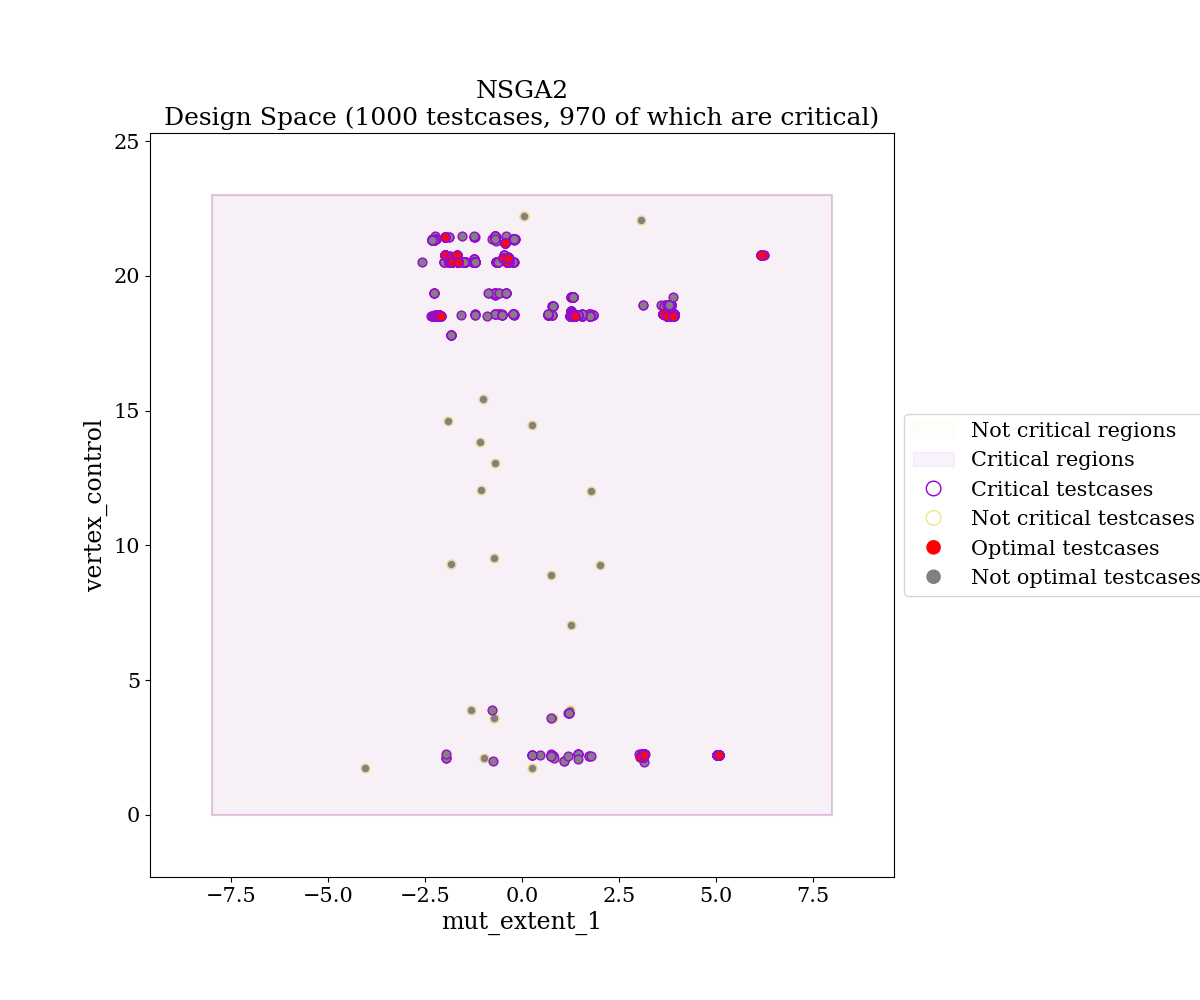 NSGA2
Design Space (1000 testcases, 970 of which are critical)
25
20
15
10
5
0
vertex_control
−7.5
−5.0
−2.5
0.0
2.5
5.0
7.5
mut_extent_1
Not critical regions
Critical regions
Critical testcases
Not critical testcases
Optimal testcases
Not optimal testcases